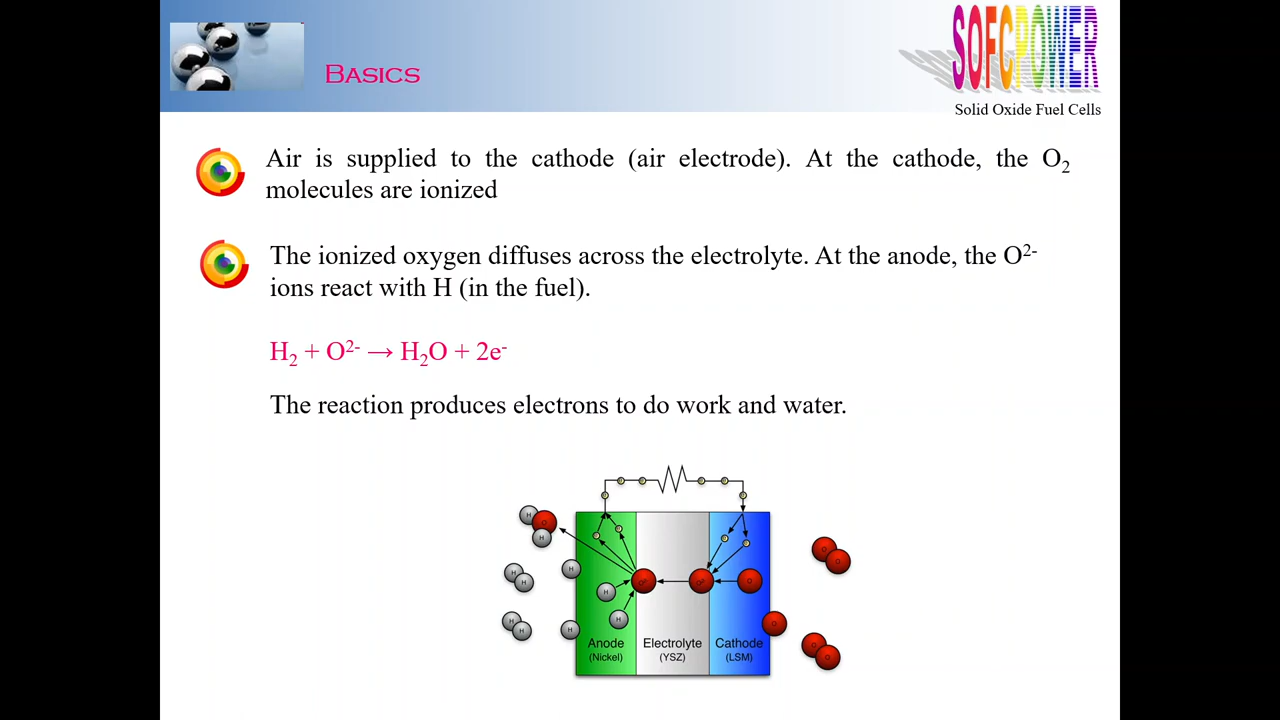 BASICS
SOFCPOWER
Solid Oxide Fuel Cells
Air is supplied to the cathode (air electrode). At the cathode, the O₂
molecules are ionized
The ionized oxygen diffuses across the electrolyte. At the anode, the O²⁻
ions react with H (in the fuel).
H₂ + O²⁻ → H₂O + 2e⁻
The reaction produces electrons to do work and water.
H O
H
H H
H H
H
H
H
H
O
O
O
O
O
O
Anode Electrolyte Cathode
(Nickel) (YSZ) (LSM)